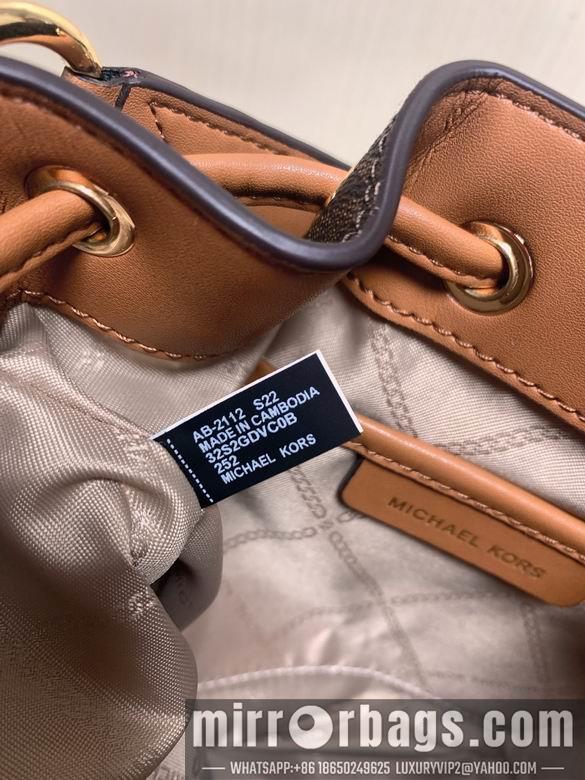 AB-2112 S22
MADE IN CAMBODIA
32S2GDVC0B
252
MICHAEL KORS
MICHAEL KORS
mirrorbags.com
WHATSAPP:+86 18650249625 LUXURYVIP2@YAHOO.COM